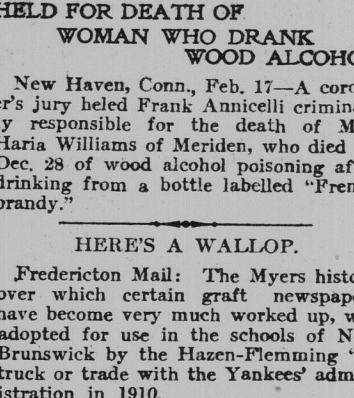 HELD FOR DEATH OF
WOMAN WHO DRANK
WOOD ALCOHO
New Haven, Conn., Feb. 17—A coro
er's jury heled Frank Annicelli crimina
ly responsible for the death of M
Haria Williams of Meriden, who died
Dec. 28 of wood alcohol poisoning af
drinking from a bottle labelled "Fren
brandy."
HERE'S A WALLOP.
Fredericton Mail: The Myers histo
over which certain graft newspape
have become very much worked up, w
adopted for use in the schools of N
Brunswick by the Hazen-Flemming "
truck or trade with the Yankees' adm
istration in 1910.